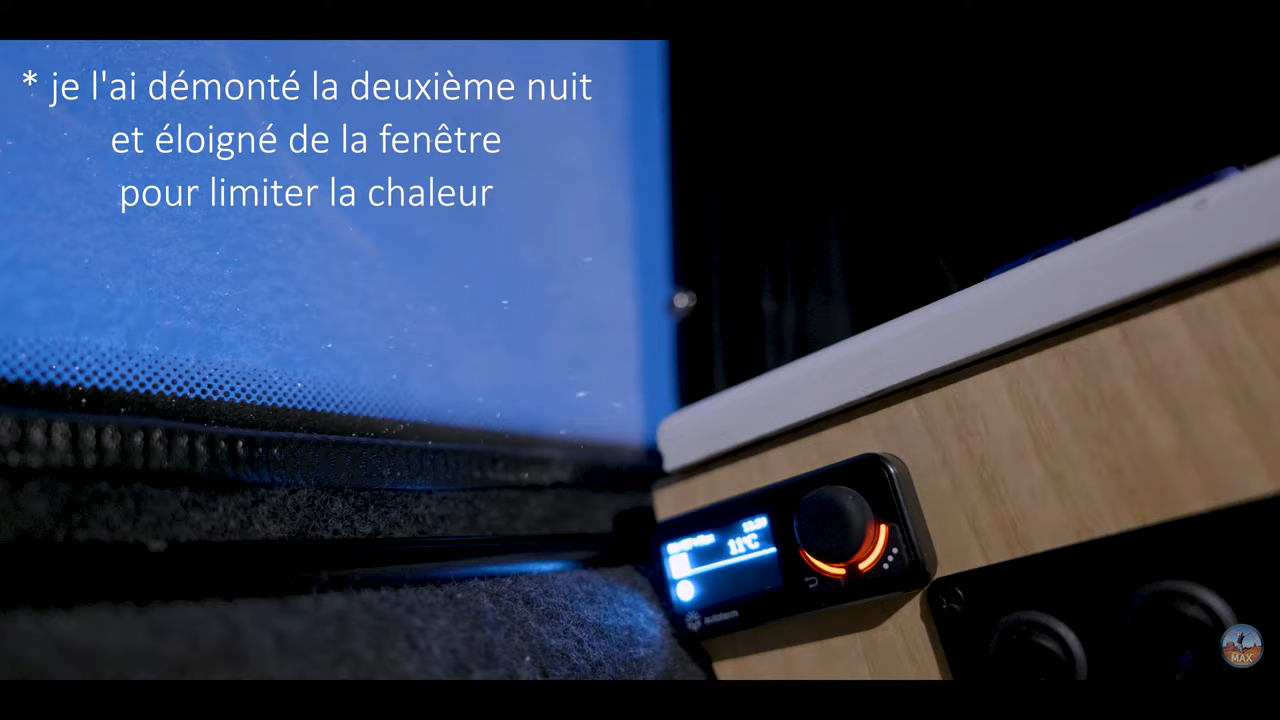 * je l'ai démonté la deuxième nuit
et éloigné de la fenêtre
pour limiter la chaleur
11°C
autoterm
MAX